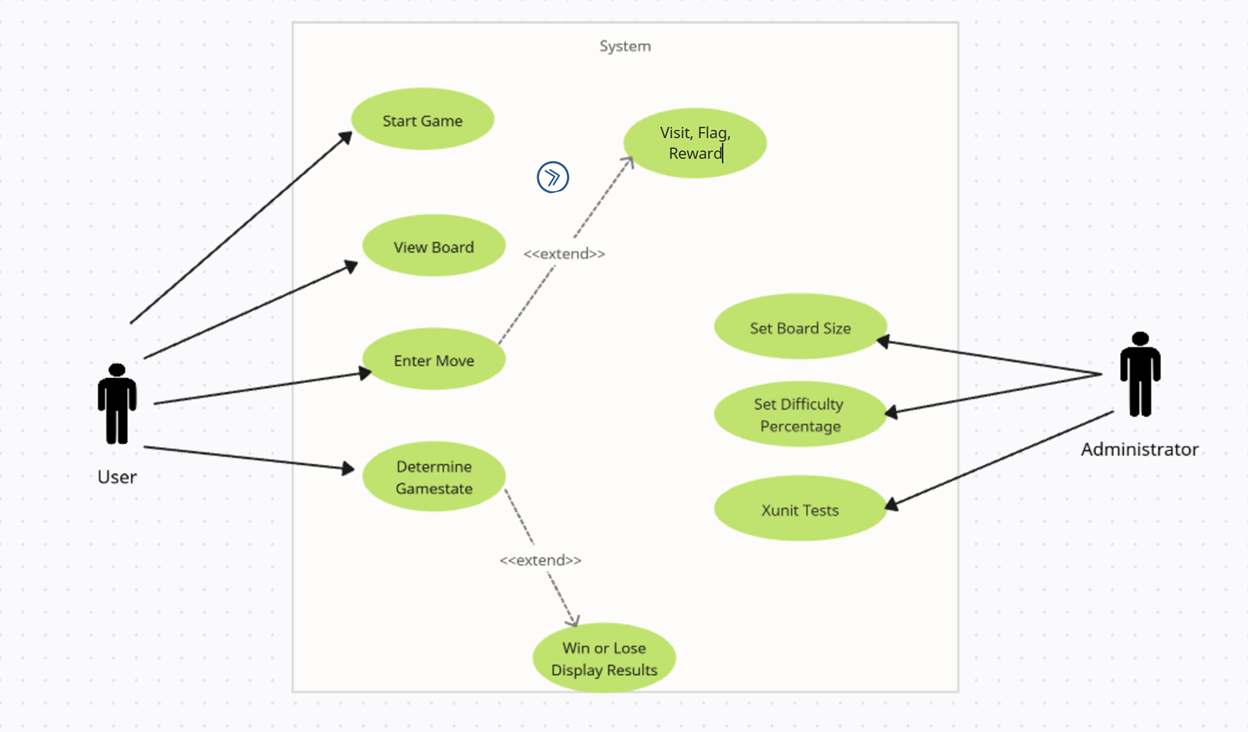 System
Start Game
Visit, Flag,
Reward
View Board
<<extend>>
Enter Move
Set Board Size
Set Difficulty
Percentage
Administrator
User
Determine
Gamestate
Xunit Tests
<<extend>>
Win or Lose
Display Results